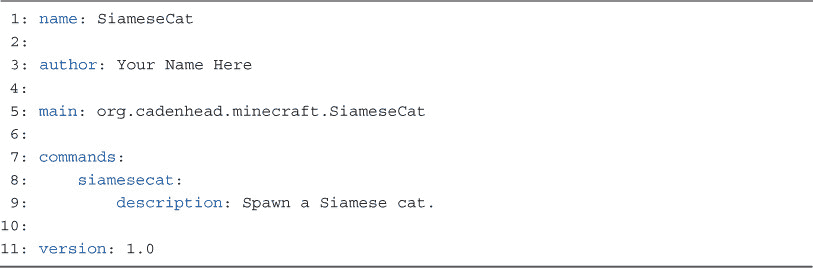 1: name: SiameseCat
2:
3: author: Your Name Here
4:
5: main: org.cadenhead.minecraft.SiameseCat
6:
7: commands:
8:     siamesecat:
9:         description: Spawn a Siamese cat.
10:
11: version: 1.0